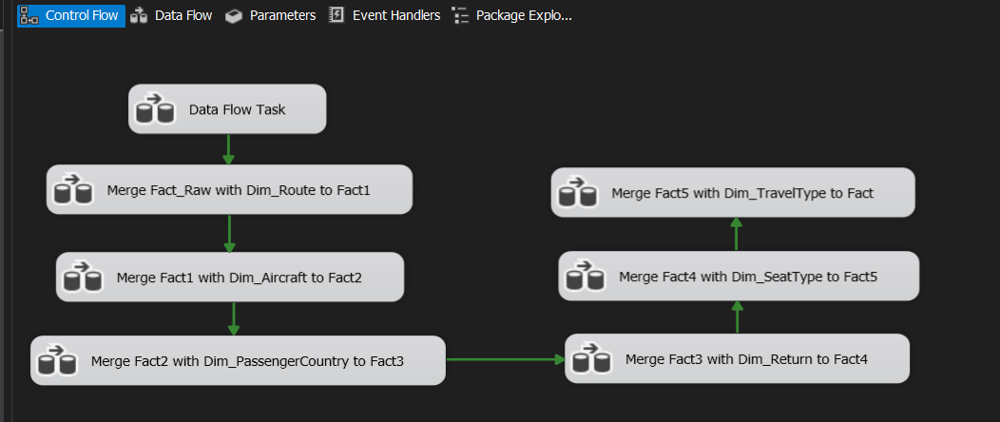 Control Flow
Data Flow
Parameters
Event Handlers
Package Explo...
Data Flow Task
Merge Fact_Raw with Dim_Route to Fact1
Merge Fact1 with Dim_Aircraft to Fact2
Merge Fact2 with Dim_PassengerCountry to Fact3
Merge Fact3 with Dim_Return to Fact4
Merge Fact4 with Dim_SeatType to Fact5
Merge Fact5 with Dim_TravelType to Fact